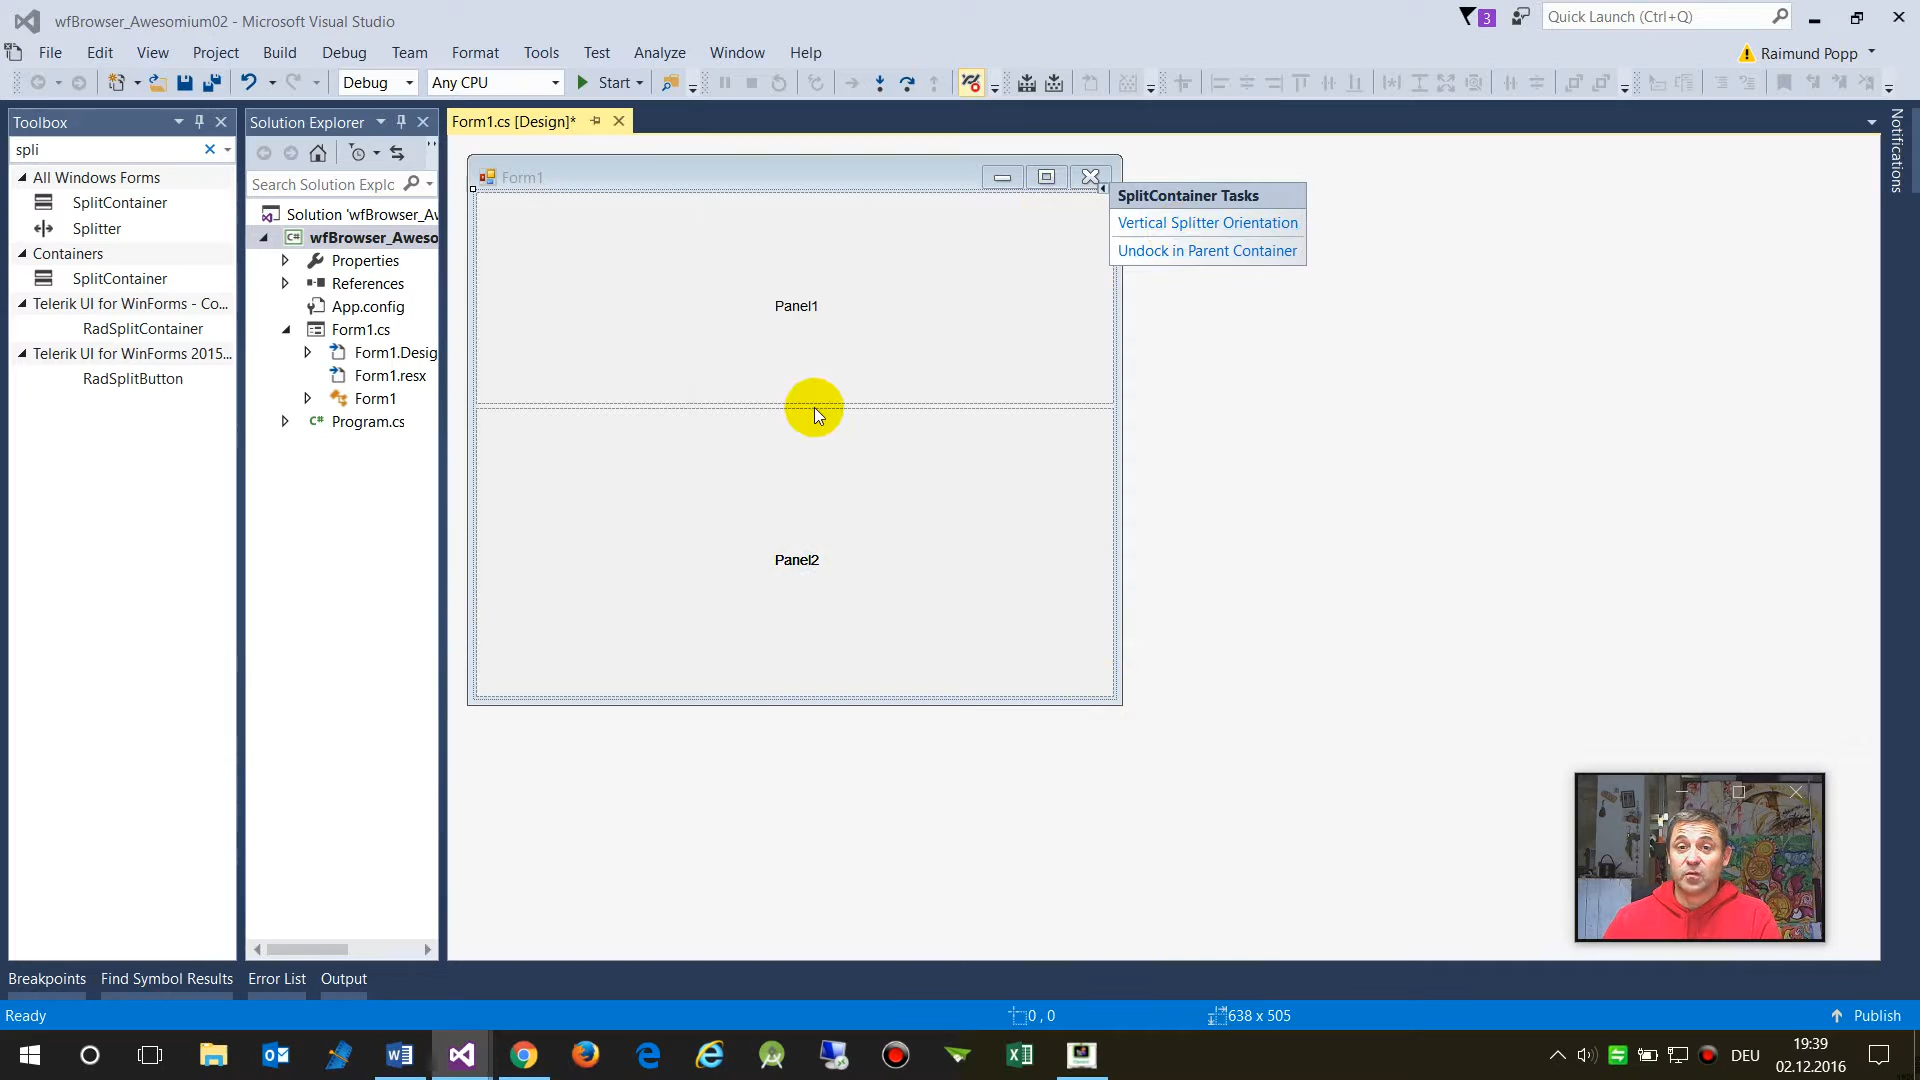 wfBrowser_Awesomium02 - Microsoft Visual Studio
3
Quick Launch (Ctrl+Q)
File Edit View Project Build Debug Team Format Tools Test Analyze Window Help
Raimund Popp
Debug Any CPU Start
Toolbox
spli
All Windows Forms
SplitContainer
Splitter
Containers
SplitContainer
Telerik UI for WinForms - Co...
RadSplitContainer
Telerik UI for WinForms 2015...
RadSplitButton
Solution Explorer
Search Solution Explo
Solution 'wfBrowser_Aw
C# wfBrowser_Aweso
Properties
References
App.config
Form1.cs
Form1.Desig
Form1.resx
Form1
C# Program.cs
Form1.cs [Design]*
Form1
Panel1
Panel2
SplitContainer Tasks
Vertical Splitter Orientation
Undock in Parent Container
Notifications
Breakpoints Find Symbol Results Error List Output
Ready
0 , 0
638 x 505
Publish
DEU
19:39
02.12.2016